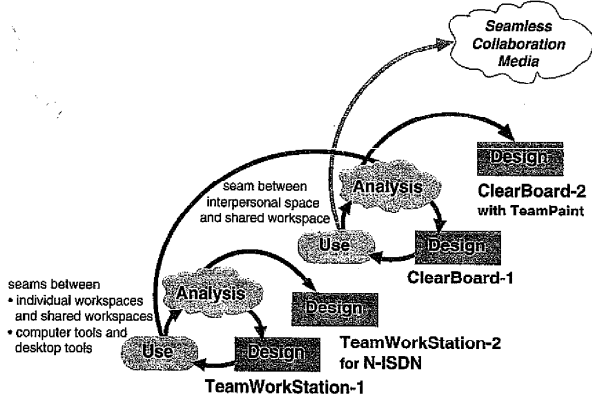 Seamless
Collaboration
Media
Design
ClearBoard-2
with TeamPaint
seam between
interpersonal space
and shared workspace
Analysis
Use
Design
ClearBoard-1
seams between
• individual workspaces
and shared workspaces
• computer tools and
desktop tools
Analysis
Design
TeamWorkStation-2
for N-ISDN
Use
Design
TeamWorkStation-1